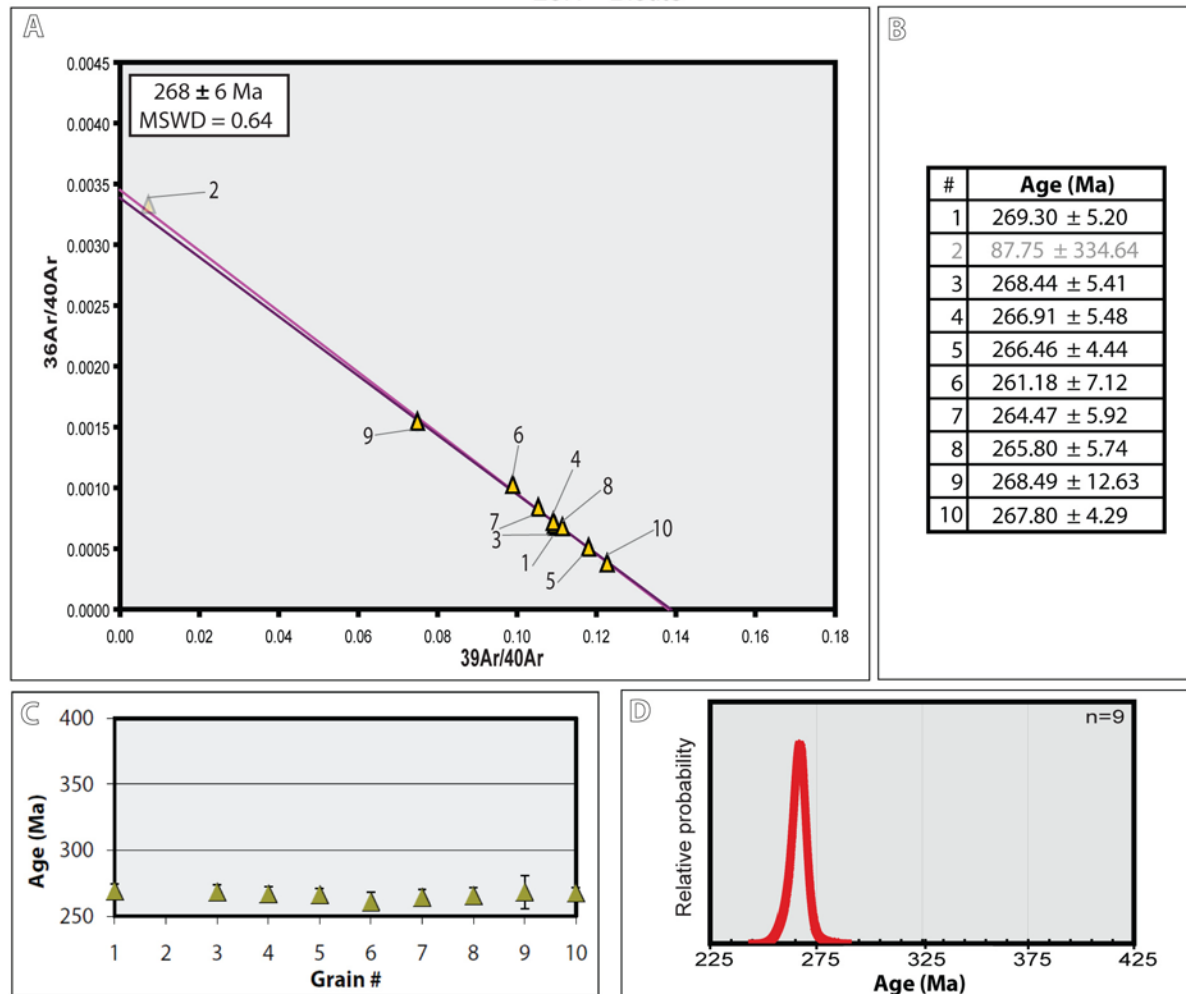 A
0.0045
0.0040
0.0035
0.0030
0.0025
0.0020
0.0015
0.0010
0.0005
0.0000
36Ar/40Ar
268 ± 6 Ma
MSWD = 0.64
2
9
6
4
8
7
3
1
5
10
0.00 0.02 0.04 0.06 0.08 0.10 0.12 0.14 0.16 0.18
39Ar/40Ar
B
# Age (Ma)
1 269.30 ± 5.20
2 87.75 ± 334.64
3 268.44 ± 5.41
4 266.91 ± 5.48
5 266.46 ± 4.44
6 261.18 ± 7.12
7 264.47 ± 5.92
8 265.80 ± 5.74
9 268.49 ± 12.63
10 267.80 ± 4.29
C
400
350
300
250
Age (Ma)
1 2 3 4 5 6 7 8 9 10
Grain #
D
n=9
Relative probability
225 275 325 375 425
Age (Ma)